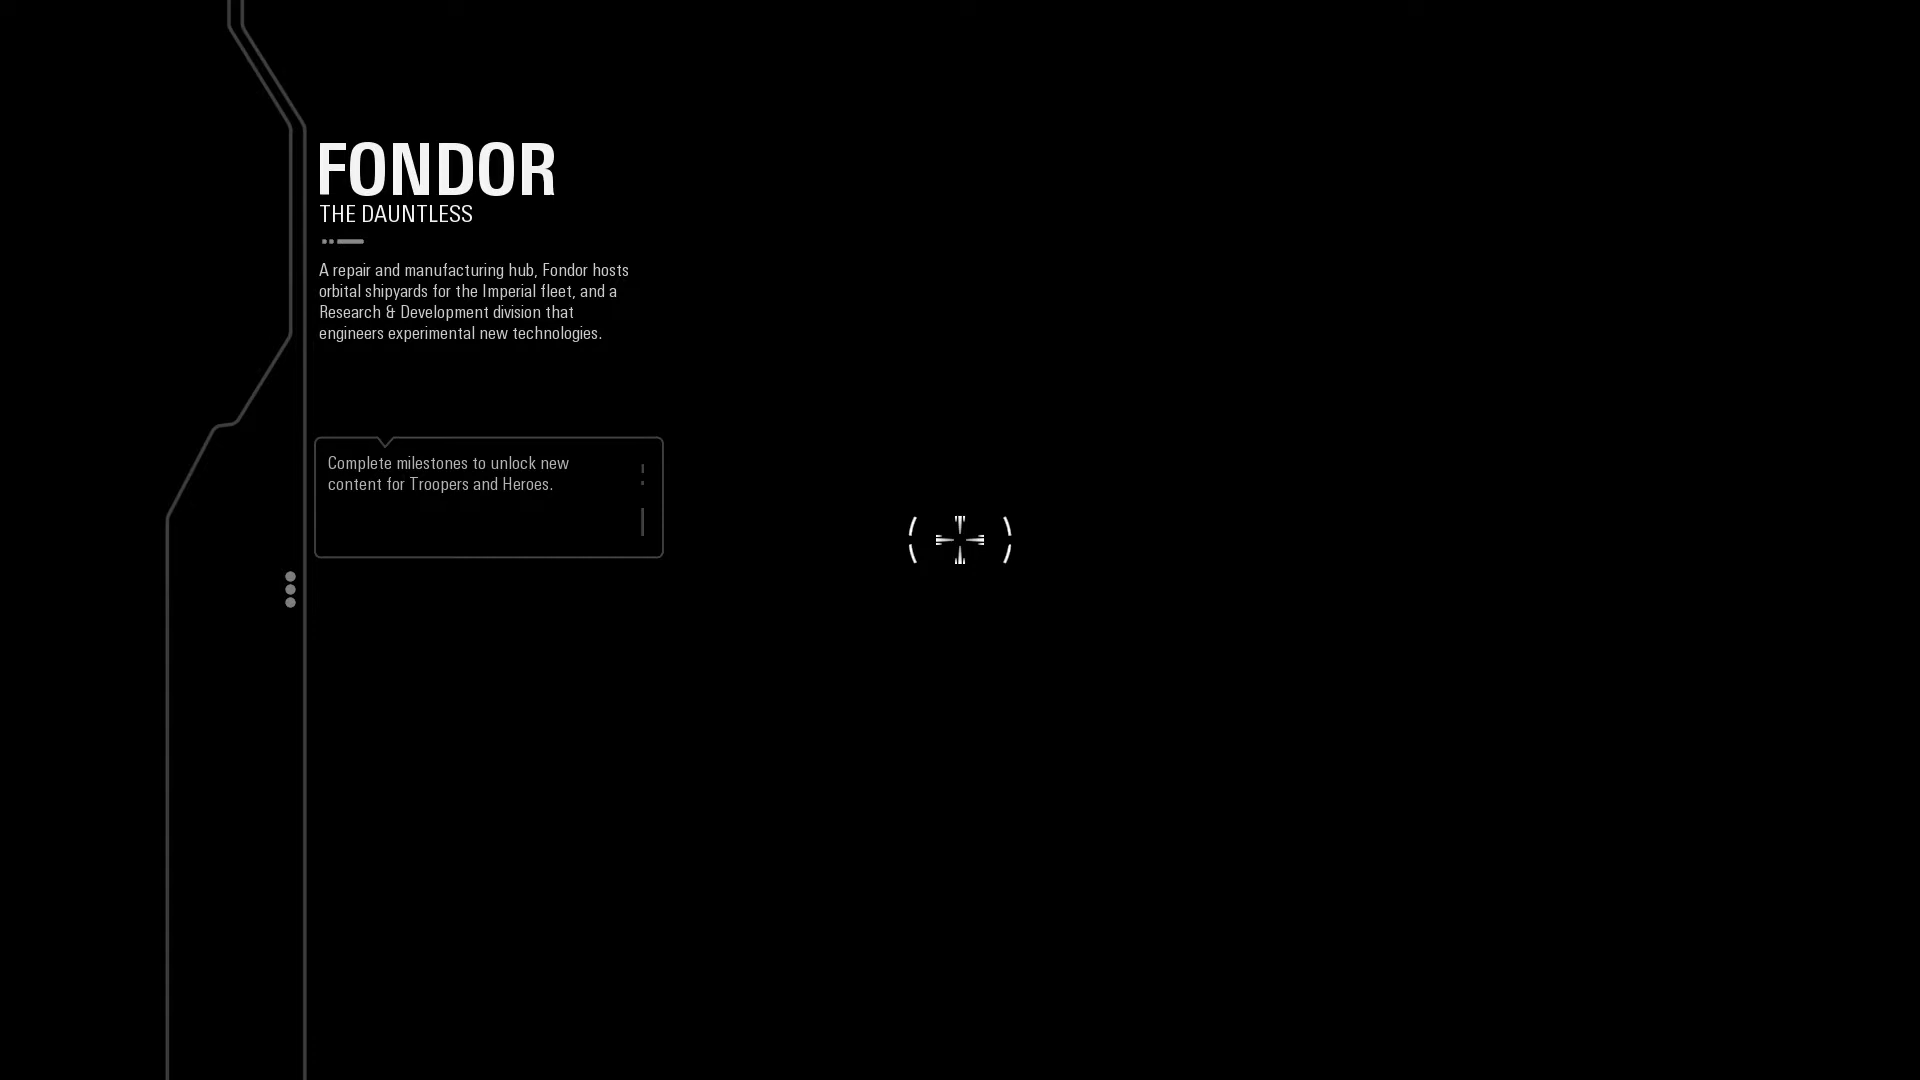 FONDOR
THE DAUNTLESS
A repair and manufacturing hub, Fondor hosts
orbital shipyards for the Imperial fleet, and a
Research & Development division that
engineers experimental new technologies.
Complete milestones to unlock new
content for Troopers and Heroes.